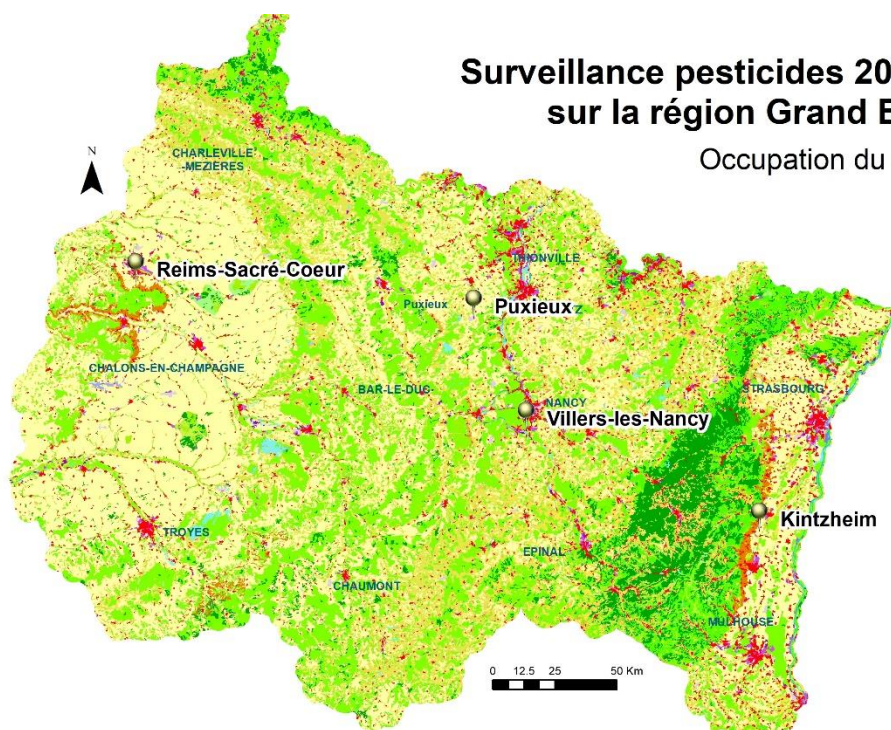 Surveillance pesticides 20
sur la région Grand E
Occupation du
N
CHARLEVILLE
-MEZIÈRES
THIONVILLE
Reims-Sacré-Coeur
Puxieux
Puxieux
Z
CHALONS-EN-CHAMPAGNE
BAR-LE-DUC
NANCY
STRASBOURG
Villers-les-Nancy
Kintzheim
TROYES
EPINAL
CHAUMONT
MULHOUSE
0 12.5 25 50 Km